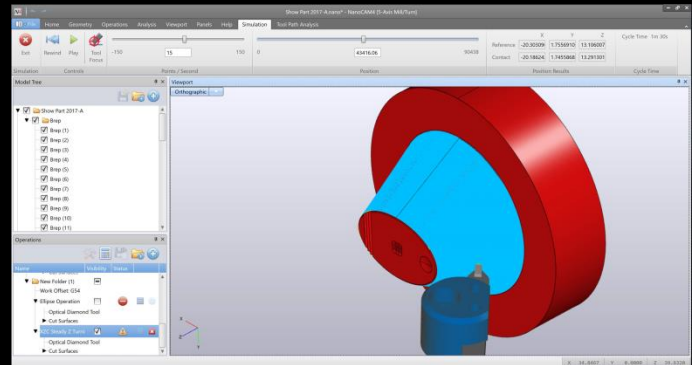 Show Part 2017-A.nano* - NanoCAM4 [5-Axis Mill/Turn]
File Home Geometry Operations Analysis Viewport Panels Help Simulation Tool Path Analysis
X Y Z
Cycle Time 1m 30s
Exit Rewind Play Tool Focus
-150 15 150
0 43416.06 90438
Reference -20.30509 1.7556910 13.106007
Contact -20.18624 1.7455868 13.291301
Simulation Controls Points / Second Position Position Results Cycle Time
Model Tree
Viewport
Orthographic
Show Part 2017-A
Brep
Brep (1)
Brep (2)
Brep (3)
Brep (4)
Brep (5)
Brep (6)
Brep (7)
Brep (8)
Brep (9)
Brep (10)
Brep (11)
Operations
Name Visibility Status
New Folder (1)
Work Offset: G54
Ellipse Operation
Optical Diamond Tool
Cut Surfaces
Optical Diamond Tool
Cut Surfaces
X
Z
Y